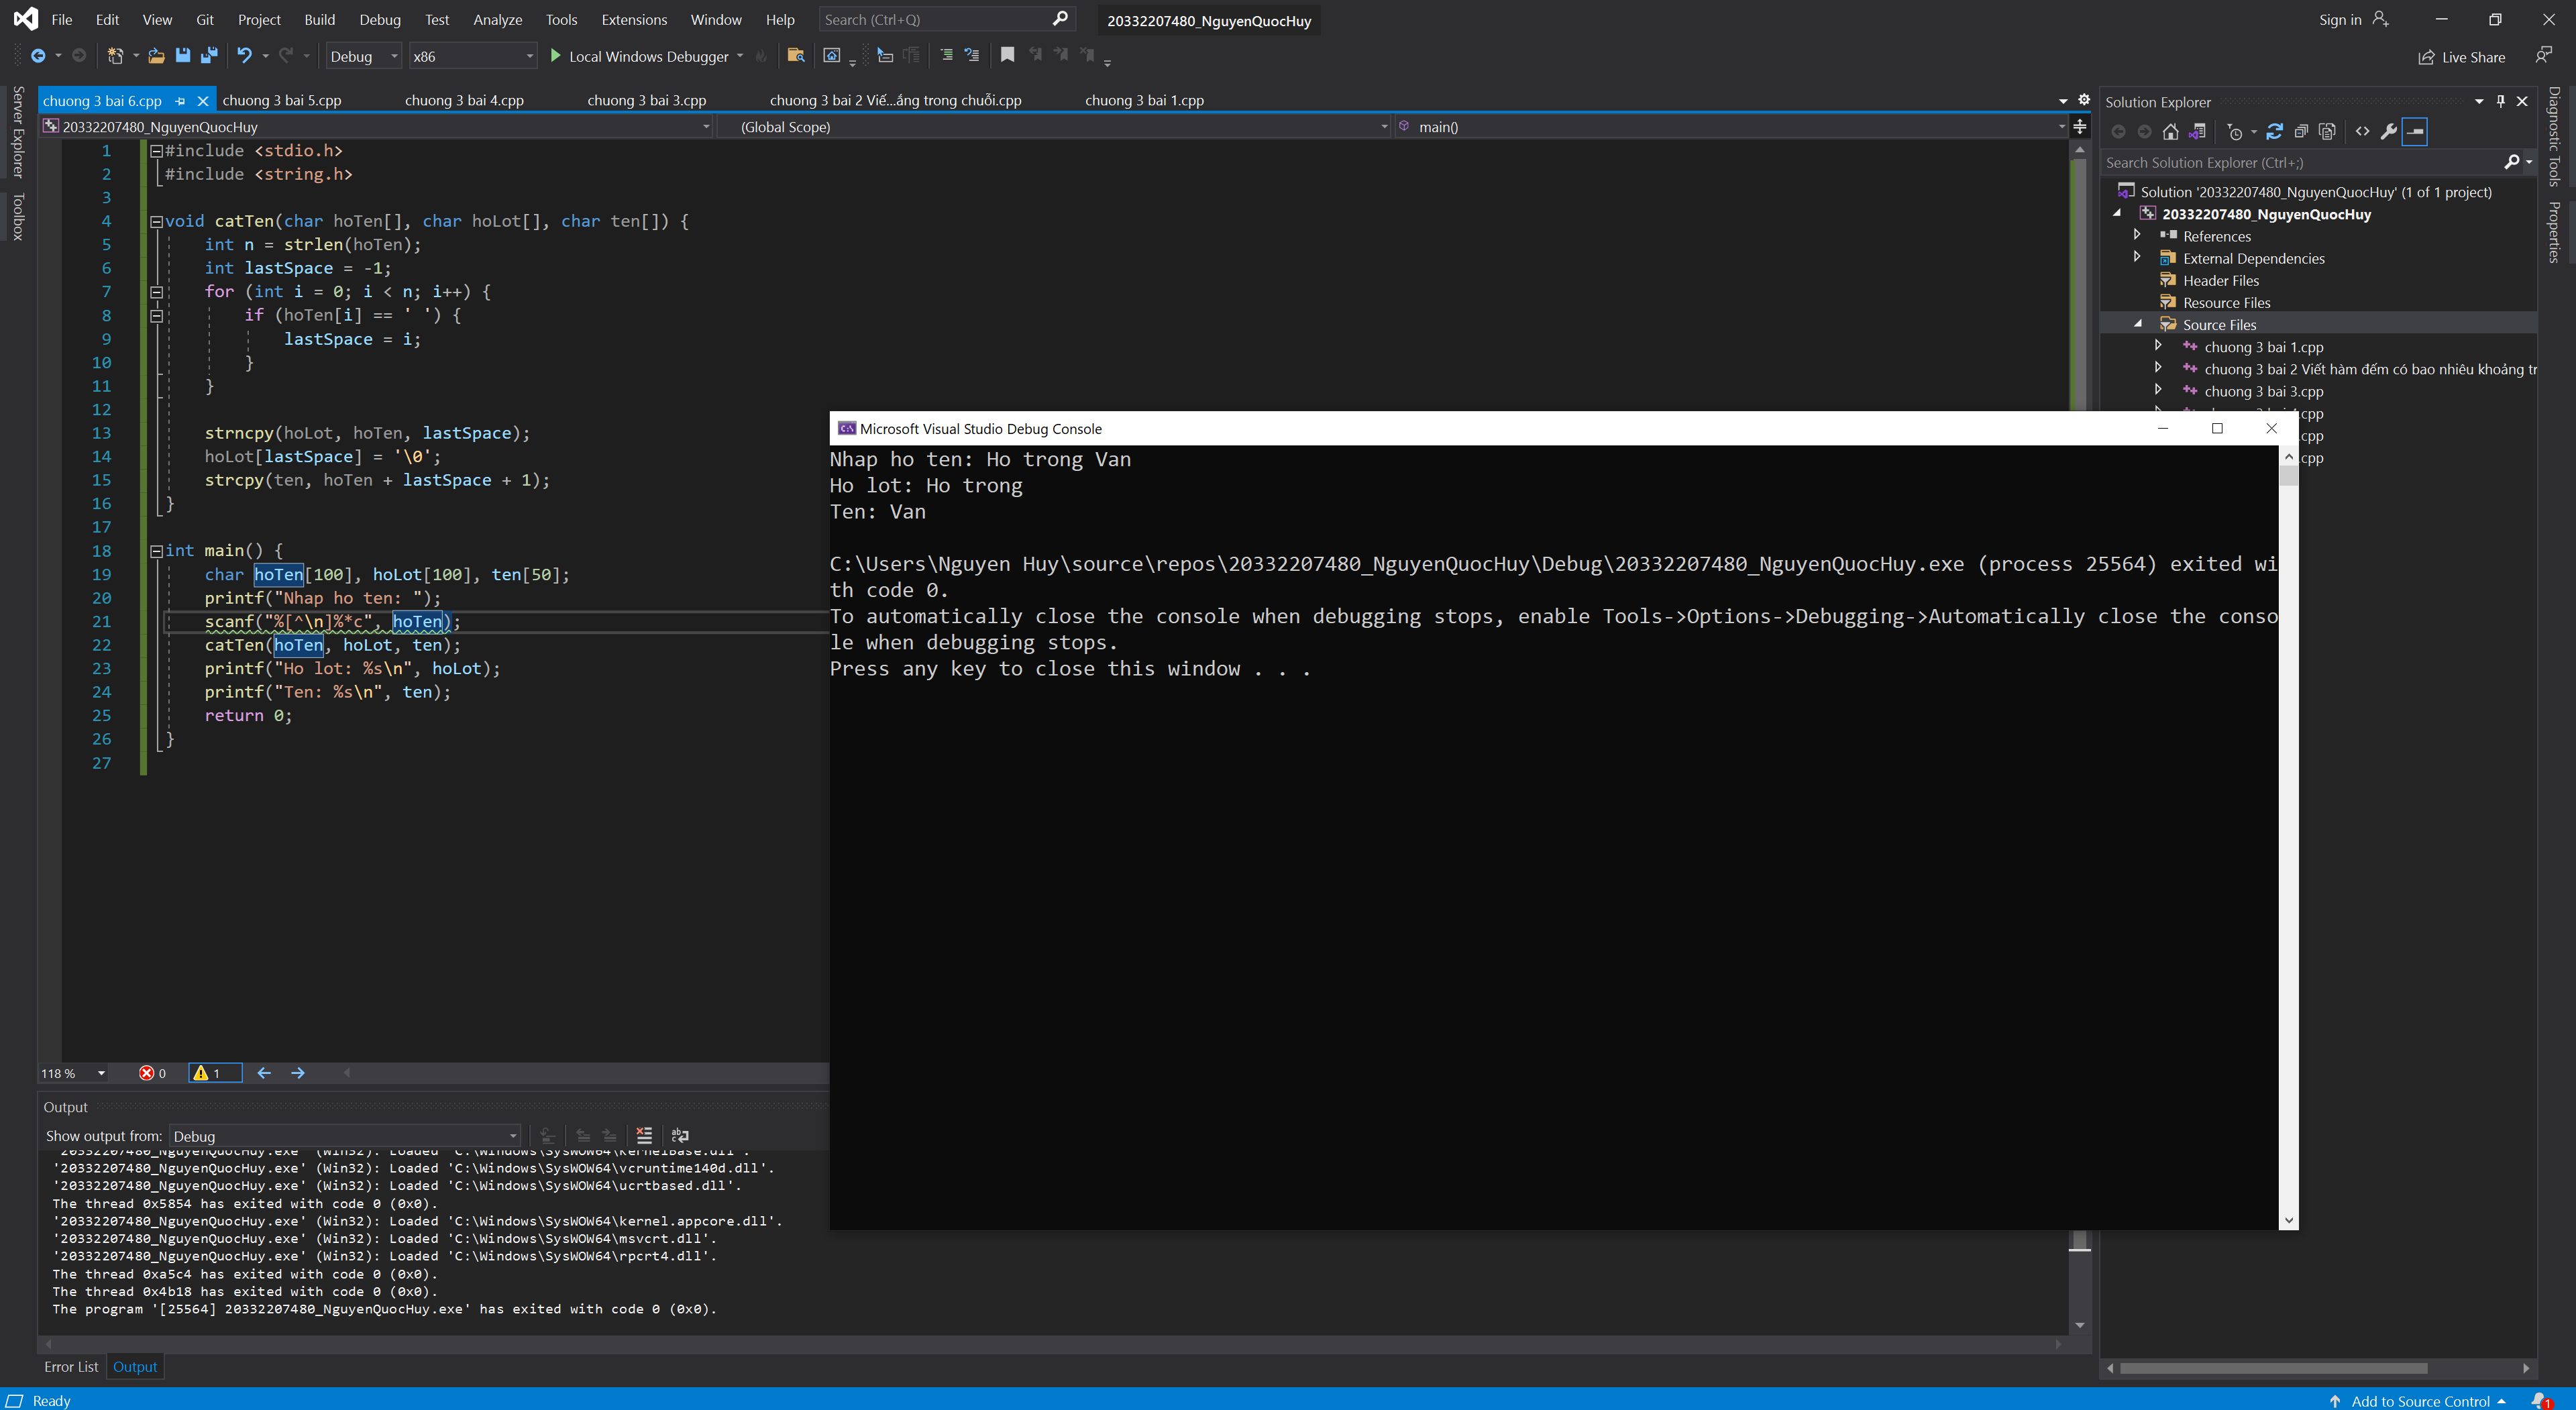 File Edit View Git Project Build Debug Test Analyze Tools Extensions Window Help Search (Ctrl+Q) 20332207480_NguyenQuocHuy Sign in
Debug x86 Local Windows Debugger Live Share
Server Explorer
Toolbox
chuong 3 bai 6.cpp chuong 3 bai 5.cpp chuong 3 bai 4.cpp chuong 3 bai 3.cpp chuong 3 bai 2 Viế...ắng trong chuỗi.cpp chuong 3 bai 1.cpp
20332207480_NguyenQuocHuy (Global Scope) main()
1 #include <stdio.h>
2 #include <string.h>
3
4 void catTen(char hoTen[], char hoLot[], char ten[]) {
5 int n = strlen(hoTen);
6 int lastSpace = -1;
7 for (int i = 0; i < n; i++) {
8 if (hoTen[i] == ' ') {
9 lastSpace = i;
10 }
11 }
12
13 strncpy(hoLot, hoTen, lastSpace);
14 hoLot[lastSpace] = '\0';
15 strcpy(ten, hoTen + lastSpace + 1);
16 }
17
18 int main() {
19 char hoTen[100], hoLot[100], ten[50];
20 printf("Nhap ho ten: ");
21 scanf("%[^\n]%*c", hoTen);
22 catTen(hoTen, hoLot, ten);
23 printf("Ho lot: %s\n", hoLot);
24 printf("Ten: %s\n", ten);
25 return 0;
26 }
27
118 % 0 1
Microsoft Visual Studio Debug Console
Nhap ho ten: Ho trong Van
Ho lot: Ho trong
Ten: Van
C:\Users\Nguyen Huy\source\repos\20332207480_NguyenQuocHuy\Debug\20332207480_NguyenQuocHuy.exe (process 25564) exited wi
th code 0.
To automatically close the console when debugging stops, enable Tools->Options->Debugging->Automatically close the conso
le when debugging stops.
Press any key to close this window . . .
Output
Show output from: Debug
'20332207480_NguyenQuocHuy.exe' (Win32): Loaded 'C:\Windows\SysWOW64\KernelBase.dll'.
'20332207480_NguyenQuocHuy.exe' (Win32): Loaded 'C:\Windows\SysWOW64\vcruntime140d.dll'.
'20332207480_NguyenQuocHuy.exe' (Win32): Loaded 'C:\Windows\SysWOW64\ucrtbased.dll'.
The thread 0x5854 has exited with code 0 (0x0).
'20332207480_NguyenQuocHuy.exe' (Win32): Loaded 'C:\Windows\SysWOW64\kernel.appcore.dll'.
'20332207480_NguyenQuocHuy.exe' (Win32): Loaded 'C:\Windows\SysWOW64\msvcrt.dll'.
'20332207480_NguyenQuocHuy.exe' (Win32): Loaded 'C:\Windows\SysWOW64\rpcrt4.dll'.
The thread 0xa5c4 has exited with code 0 (0x0).
The thread 0x4b18 has exited with code 0 (0x0).
The program '[25564] 20332207480_NguyenQuocHuy.exe' has exited with code 0 (0x0).
Error List Output
Solution Explorer
Search Solution Explorer (Ctrl+;)
Solution '20332207480_NguyenQuocHuy' (1 of 1 project)
20332207480_NguyenQuocHuy
References
External Dependencies
Header Files
Resource Files
Source Files
chuong 3 bai 1.cpp
chuong 3 bai 2 Viết hàm đếm có bao nhiêu khoảng tr
chuong 3 bai 3.cpp
.cpp
.cpp
.cpp
Diagnostic Tools
Properties
Ready Add to Source Control 1